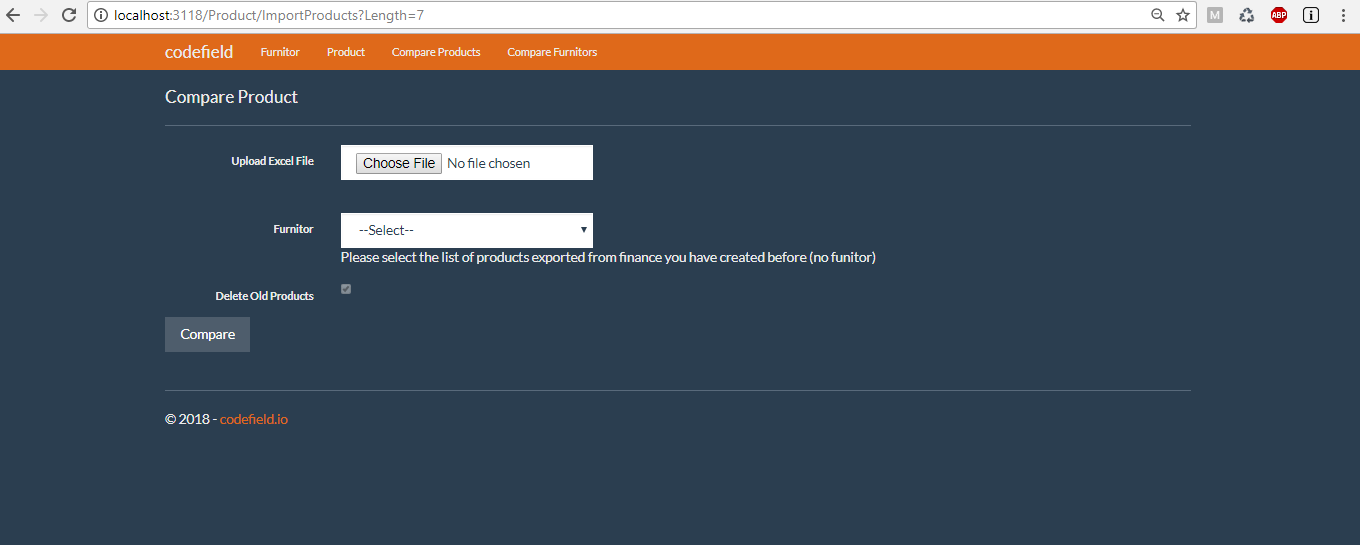 localhost:3118/Product/ImportProducts?Length=7
M ABP i
codefield Furnitor Product Compare Products Compare Furnitors
Compare Product
Upload Excel File Choose File No file chosen
Furnitor --Select--
Please select the list of products exported from finance you have created before (no funitor)
Delete Old Products
Compare
© 2018 - codefield.io